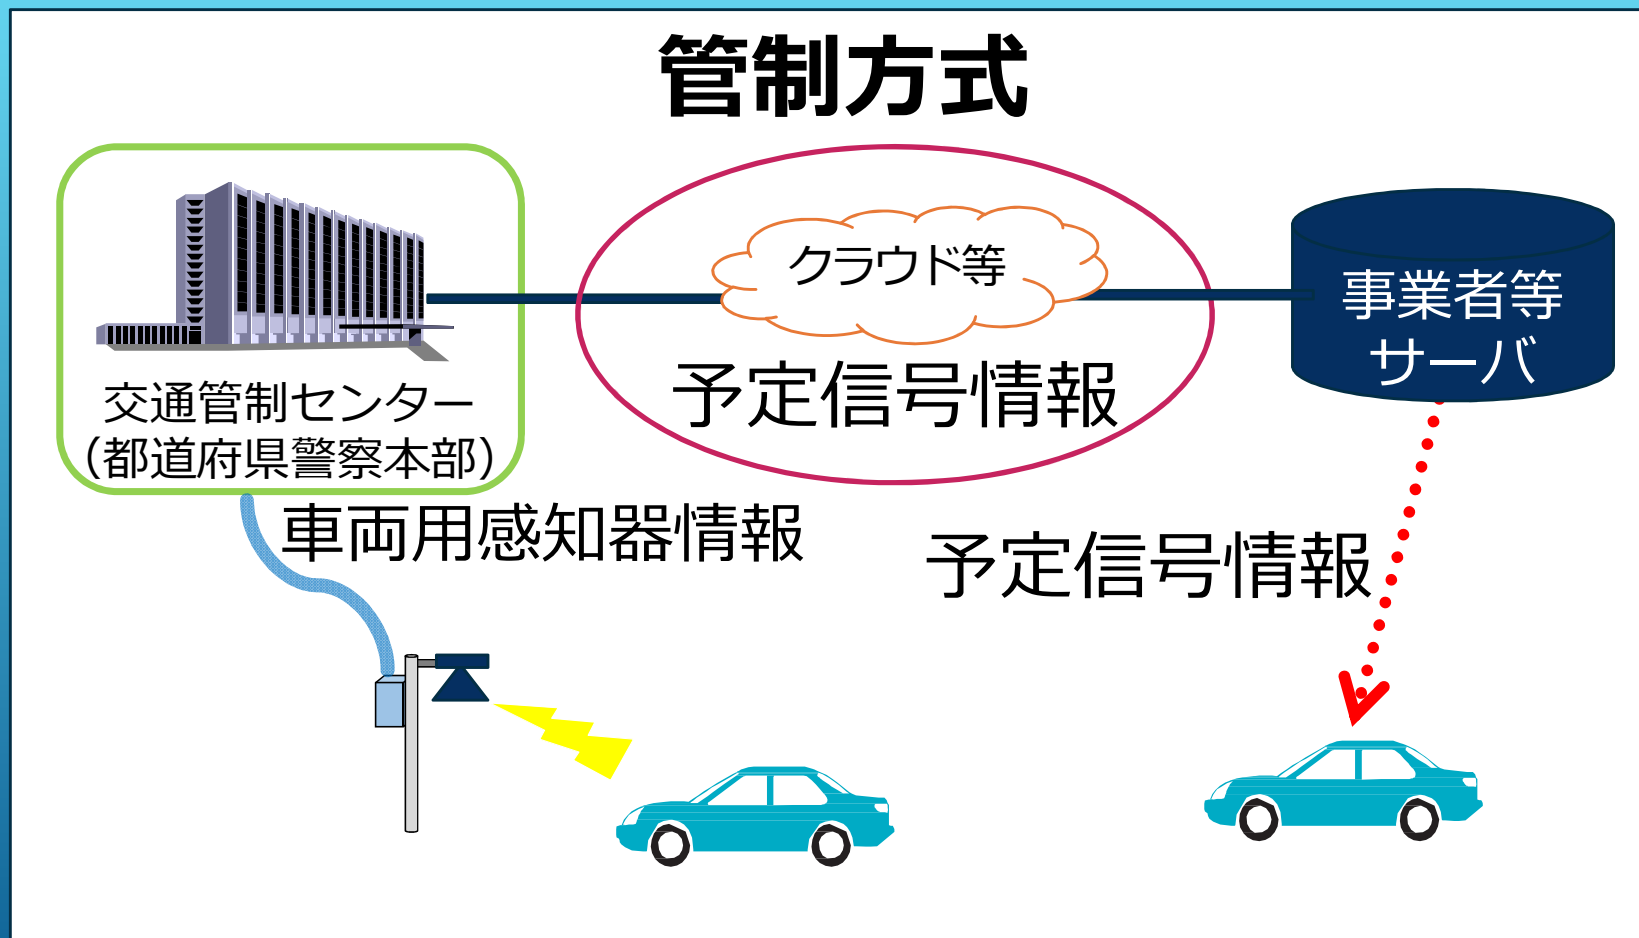 管制方式
クラウド等
事業者等
サーバ
予定信号情報
交通管制センター
（都道府県警察本部）
車両用感知器情報
予定信号情報